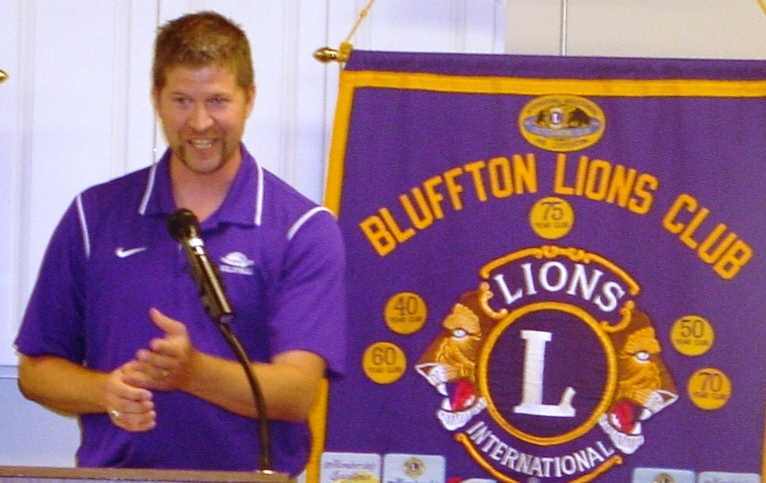 BLUFFTON LIONS CLUB
75
YEAR CLUB
40
YEAR CLUB
LIONS
50
YEAR CLUB
60
YEAR CLUB
L
70
YEAR CLUB
INTERNATIONAL